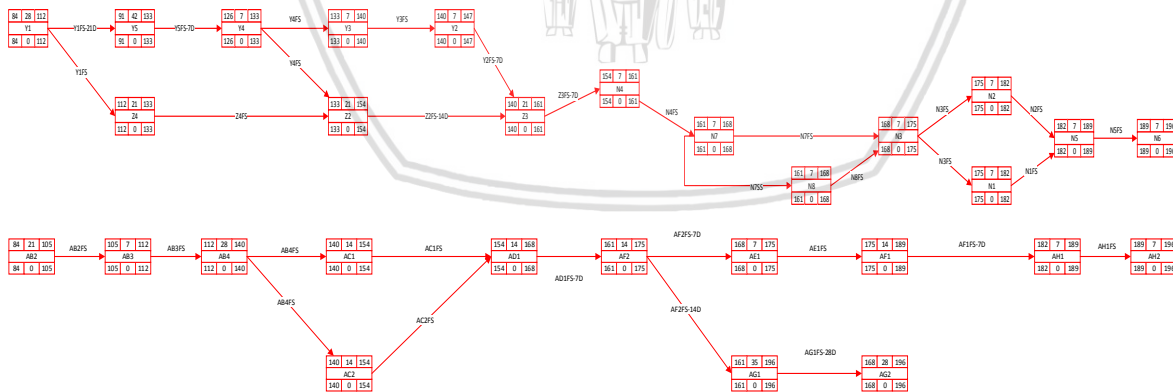 84 28 112
Y1
84 0 112
Y1FS-21D
91 42 133
Y5
91 0 133
Y5FS-7D
126 7 133
Y4
126 0 133
Y4FS
133 7 140
Y3
133 0 140
Y3FS
140 7 147
Y2
140 0 147
Y1FS
Y4FS
Y2FS-7D
112 21 133
Z4
112 0 133
Z4FS
133 21 154
Z2
133 0 154
Z2FS-14D
140 21 161
Z3
140 0 161
Z3FS-7D
154 7 161
N4
154 0 161
N4FS
161 7 168
N7
161 0 168
N7FS
N7SS
161 7 168
N8
161 0 168
N8FS
168 7 175
N3
168 0 175
N3FS
N3FS
175 7 182
N2
175 0 182
N2FS
175 7 182
N1
175 0 182
N1FS
182 7 189
N5
182 0 189
N5FS
189 7 196
N6
189 0 196
84 21 105
AB2
84 0 105
AB2FS
105 7 112
AB3
105 0 112
AB3FS
112 28 140
AB4
112 0 140
AB4FS
140 14 154
AC1
140 0 154
AC1FS
154 14 168
AD1
154 0 168
AD1FS-7D
161 14 175
AF2
161 0 175
AF2FS-7D
168 7 175
AE1
168 0 175
AE1FS
175 14 189
AF1
175 0 189
AF1FS-7D
182 7 189
AH1
182 0 189
AH1FS
189 7 196
AH2
189 0 196
AB4FS
AC2FS
AF2FS-14D
140 14 154
AC2
140 0 154
161 35 196
AG1
161 0 196
AG1FS-28D
168 28 196
AG2
168 0 196